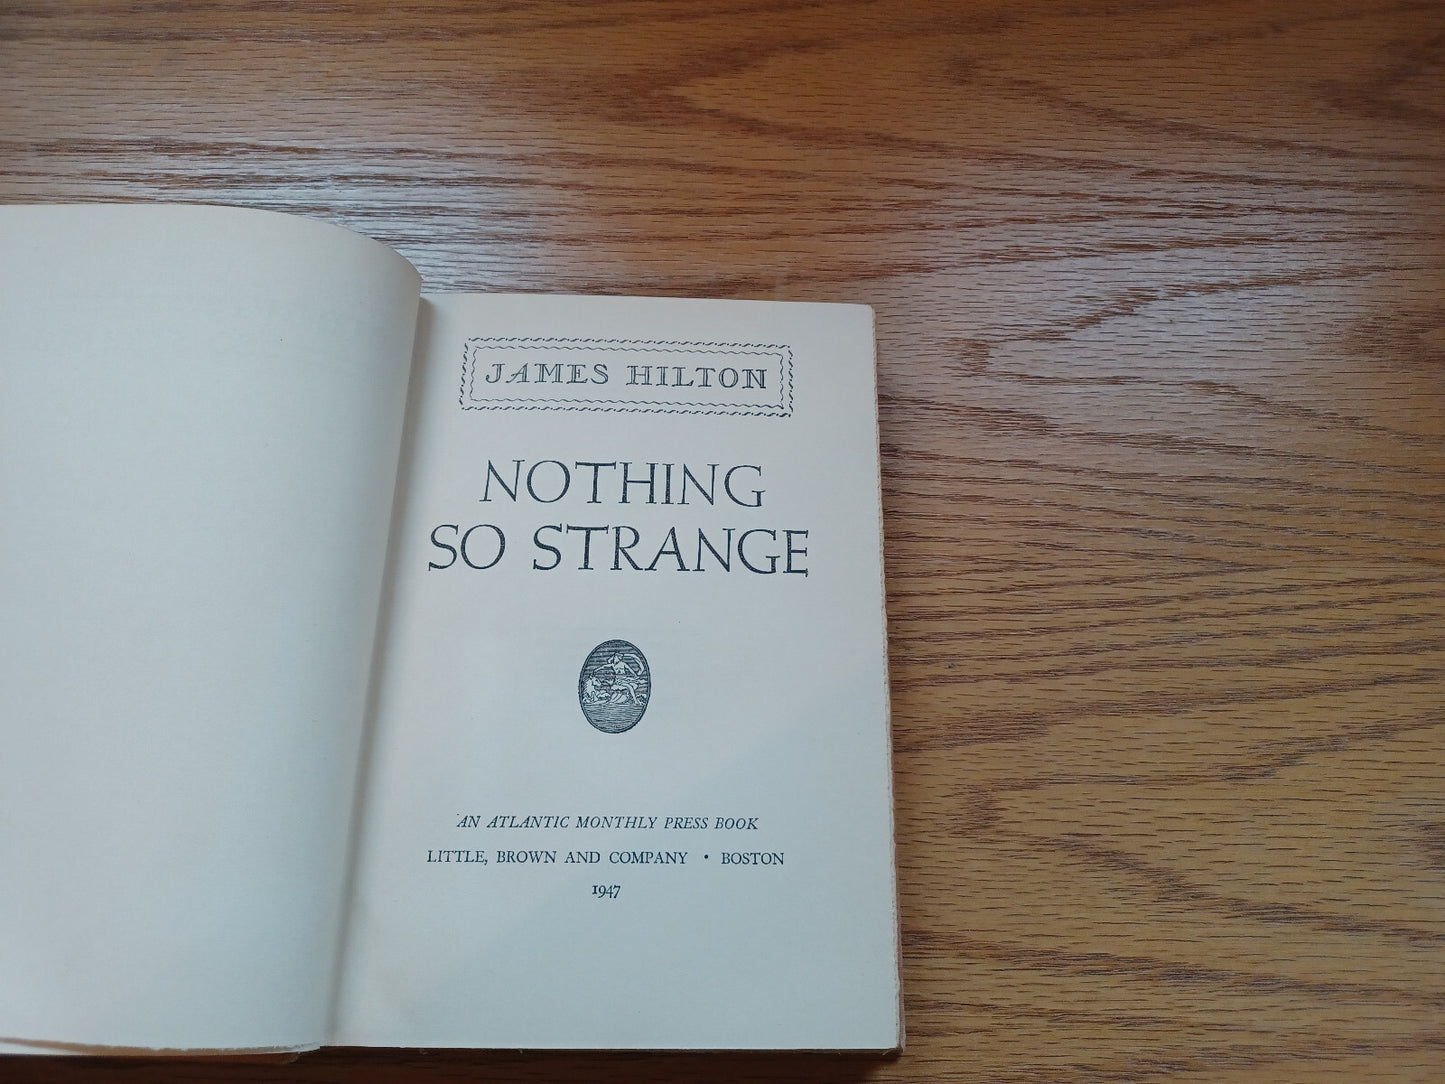 JAMES HILTON
NOTHING
SO STRANGE
AN ATLANTIC MONTHLY PRESS BOOK
LITTLE, BROWN AND COMPANY • BOSTON
1947